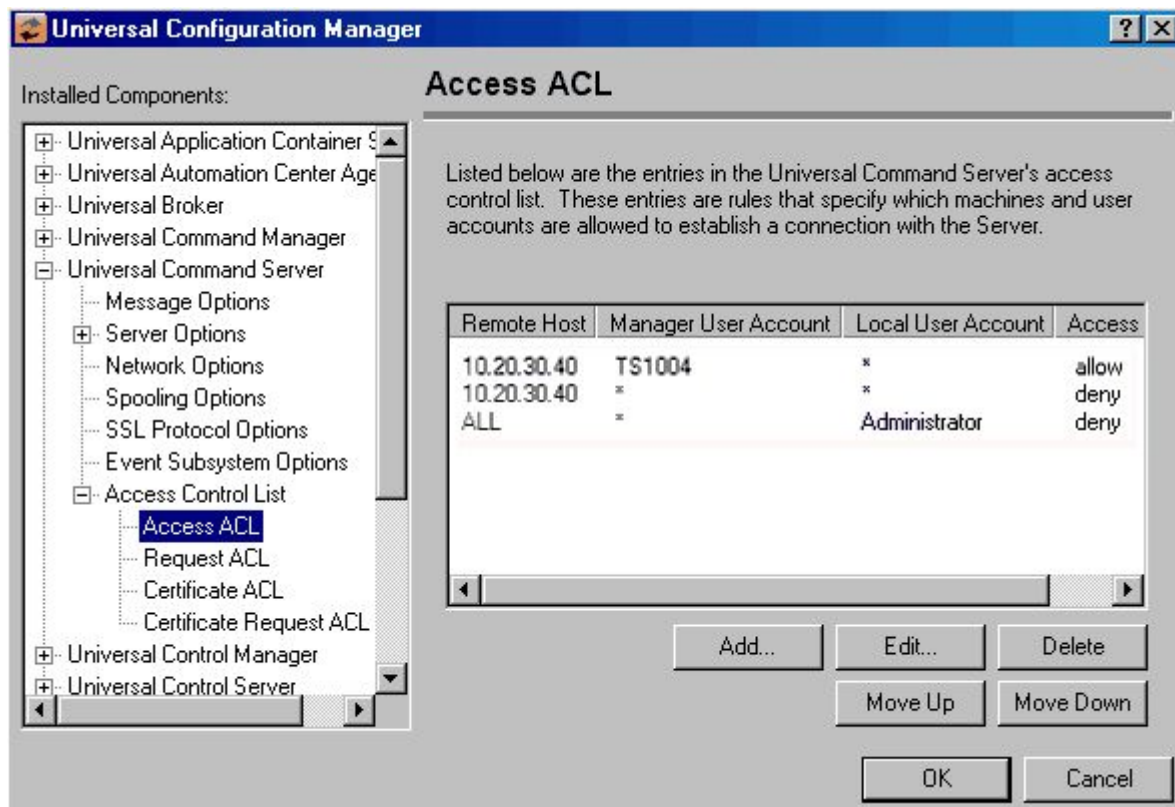 Universal Configuration Manager
Installed Components:
Universal Application Container S
Universal Automation Center Age
Universal Broker
Universal Command Manager
Universal Command Server
Message Options
Server Options
Network Options
Spooling Options
SSL Protocol Options
Event Subsystem Options
Access Control List
Access ACL
Request ACL
Certificate ACL
Certificate Request ACL
Universal Control Manager
Universal Control Server
Access ACL
Listed below are the entries in the Universal Command Server's access
control list. These entries are rules that specify which machines and user
accounts are allowed to establish a connection with the Server.
Remote Host Manager User Account Local User Account Access
10.20.30.40 TS1004 * allow
10.20.30.40 * * deny
ALL * Administrator deny
Add... Edit... Delete
Move Up Move Down
OK Cancel